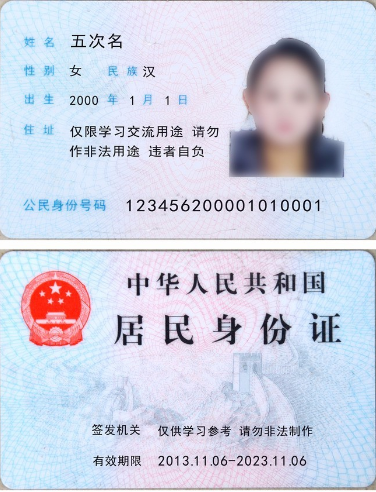 姓名 五次名
性别 女 民族 汉
出生 2000 年 1 月 1 日
住址 仅限学习交流用途 请勿
作非法用途 违者自负
公民身份号码 123456200001010001
中华人民共和国
居民身份证
签发机关 仅供学习参考 请勿非法制作
有效期限 2013.11.06-2023.11.06